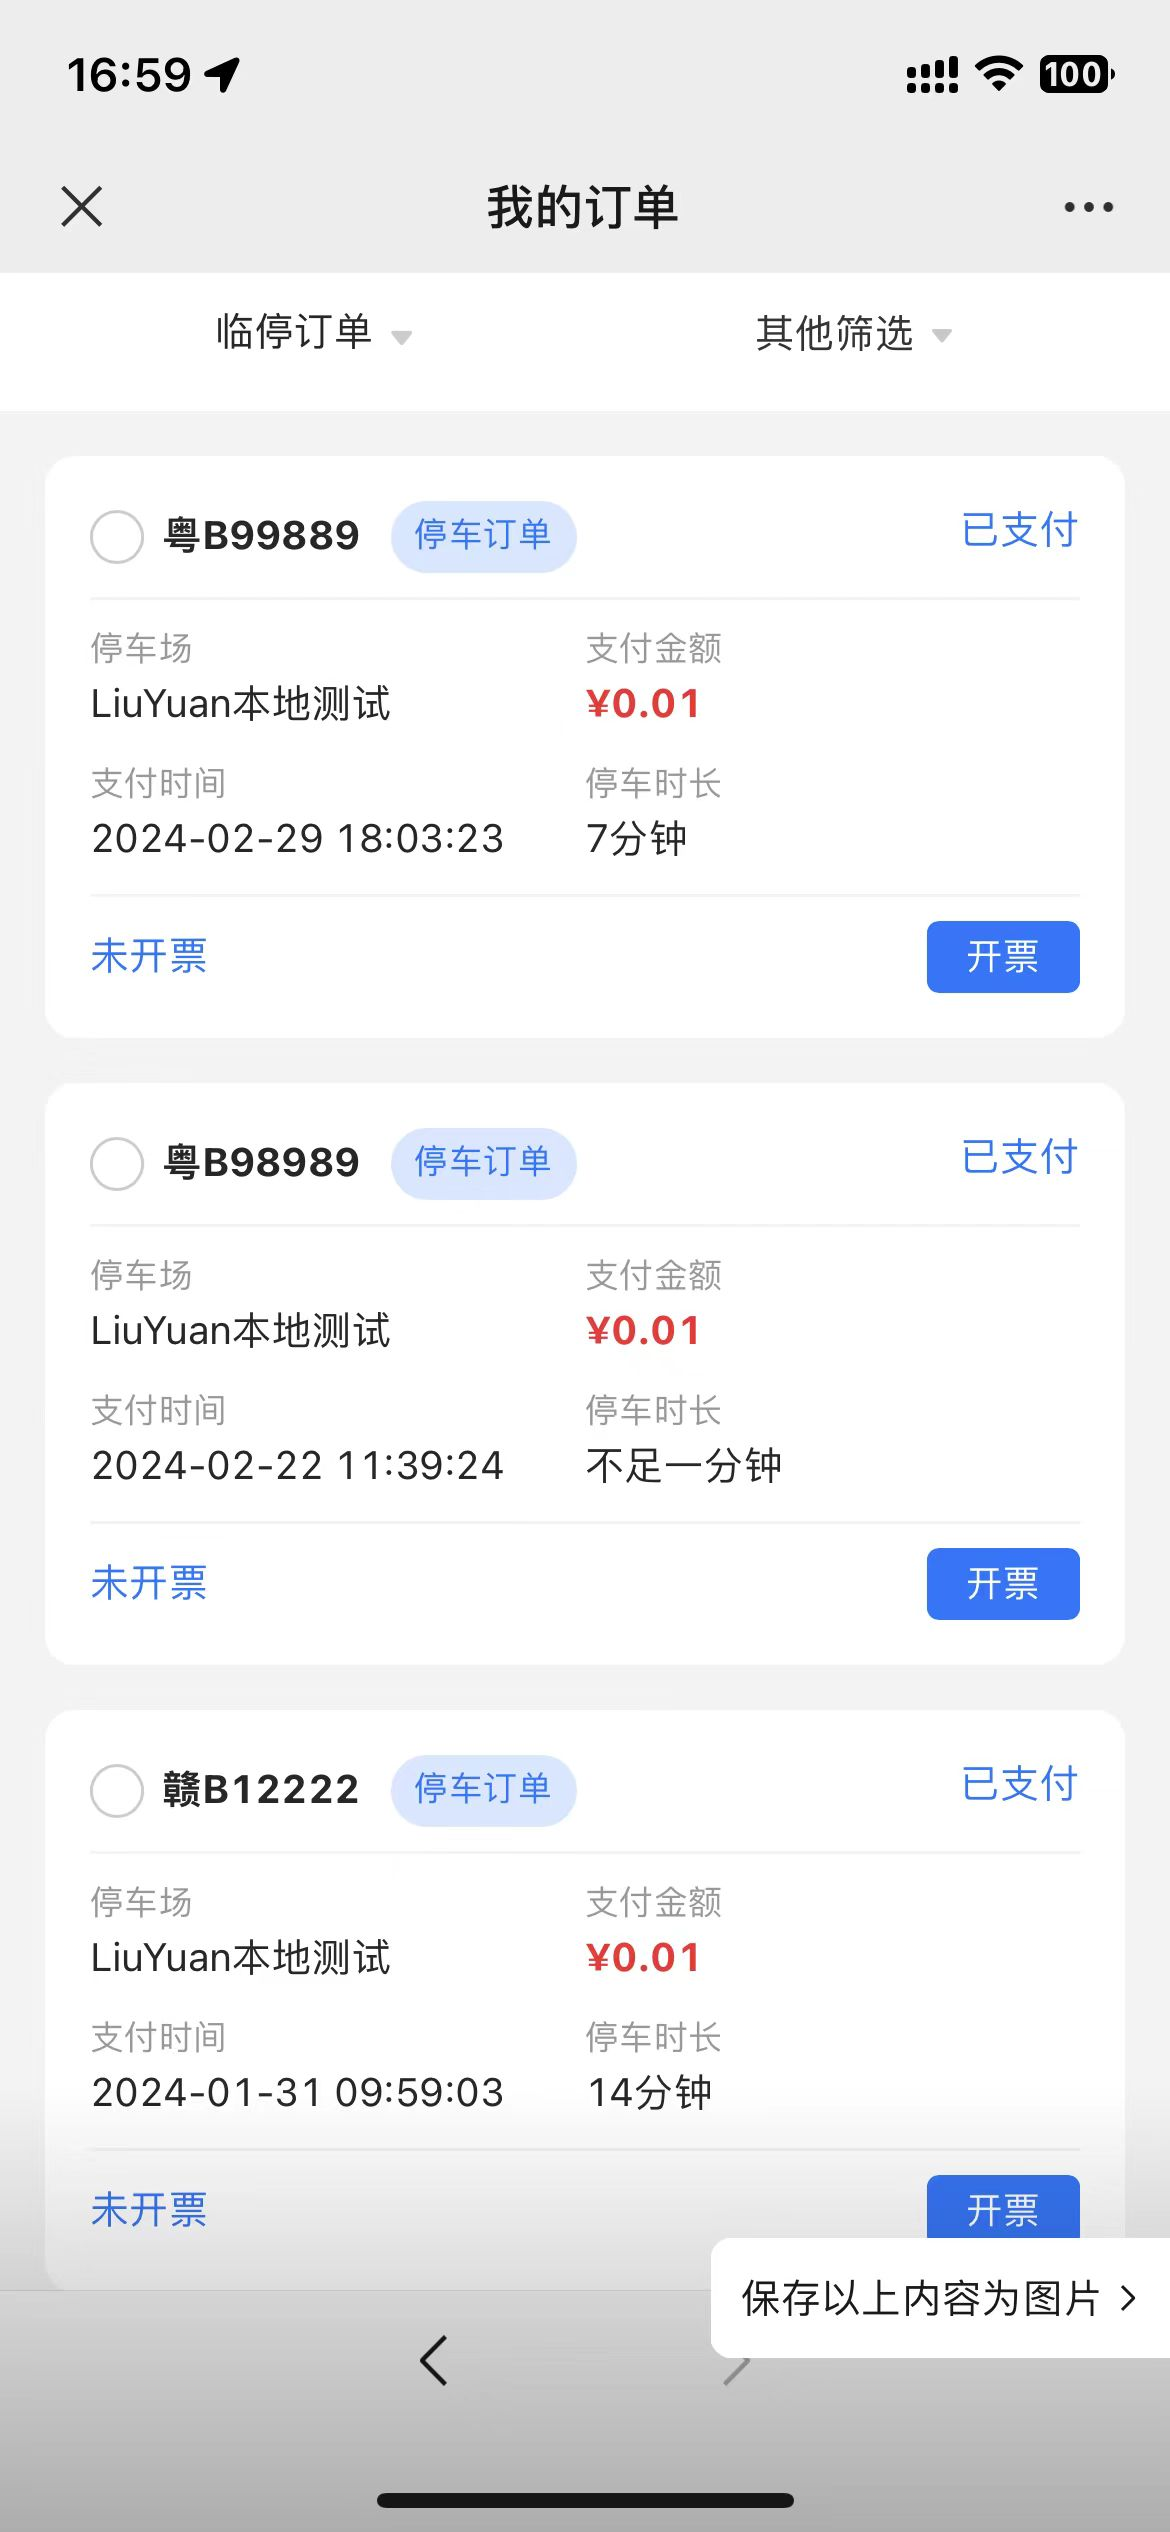 16:59 100
我的订单
临停订单 其他筛选
粤B99889 停车订单 已支付
停车场 支付金额
LiuYuan本地测试 ¥0.01
支付时间 停车时长
2024-02-29 18:03:23 7分钟
未开票 开票
粤B98989 停车订单 已支付
停车场 支付金额
LiuYuan本地测试 ¥0.01
支付时间 停车时长
2024-02-22 11:39:24 不足一分钟
未开票 开票
赣B12222 停车订单 已支付
停车场 支付金额
LiuYuan本地测试 ¥0.01
支付时间 停车时长
2024-01-31 09:59:03 14分钟
未开票 开票
保存以上内容为图片